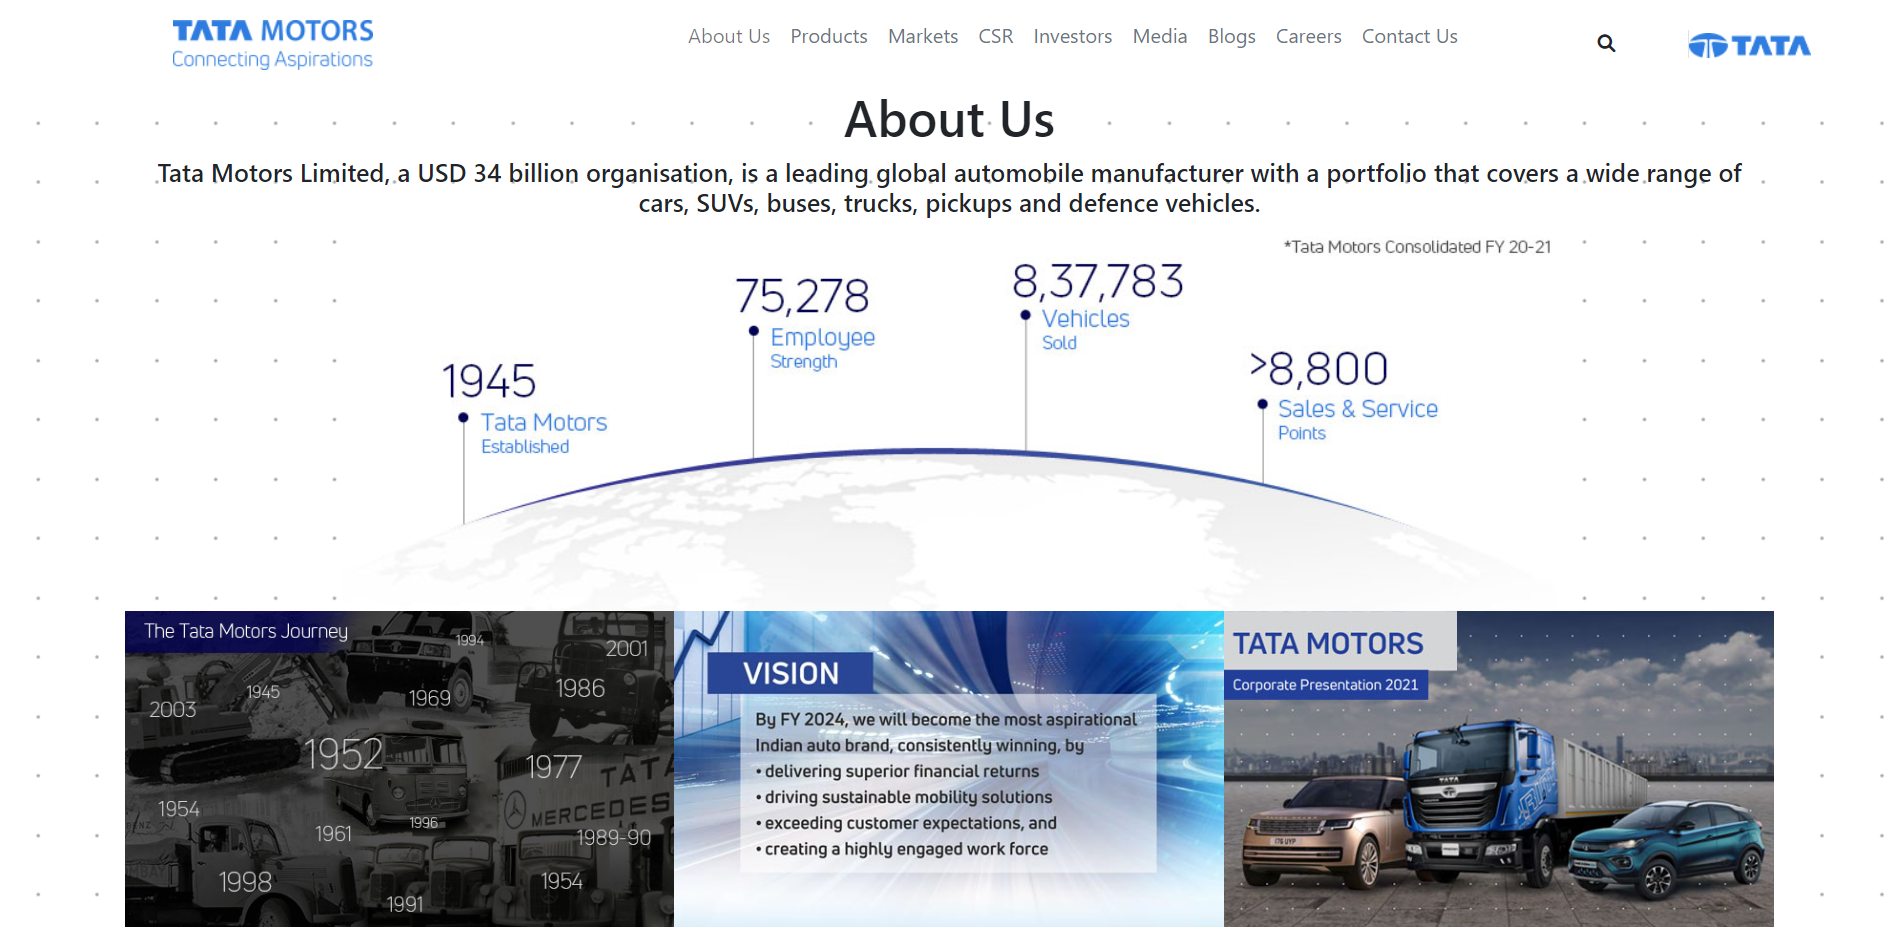 TATA MOTORS
Connecting Aspirations
About Us Products Markets CSR Investors Media Blogs Careers Contact Us
TATA
About Us
Tata Motors Limited, a USD 34 billion organisation, is a leading global automobile manufacturer with a portfolio that covers a wide range of
cars, SUVs, buses, trucks, pickups and defence vehicles.
*Tata Motors Consolidated FY 20-21
1945
Tata Motors
Established
75,278
Employee
Strength
8,37,783
Vehicles
Sold
>8,800
Sales & Service
Points
The Tata Motors Journey
1994
2001
1945
1969
1986
2003
1952
1977
TATA
MERCEDES
1954
1996
1961
1989-90
BENZ
1998
1954
BOMBAY
1991
VISION
By FY 2024, we will become the most aspirational
Indian auto brand, consistently winning, by
• delivering superior financial returns
• driving sustainable mobility solutions
• exceeding customer expectations, and
• creating a highly engaged work force
TATA MOTORS
Corporate Presentation 2021
TATA
176 UYP